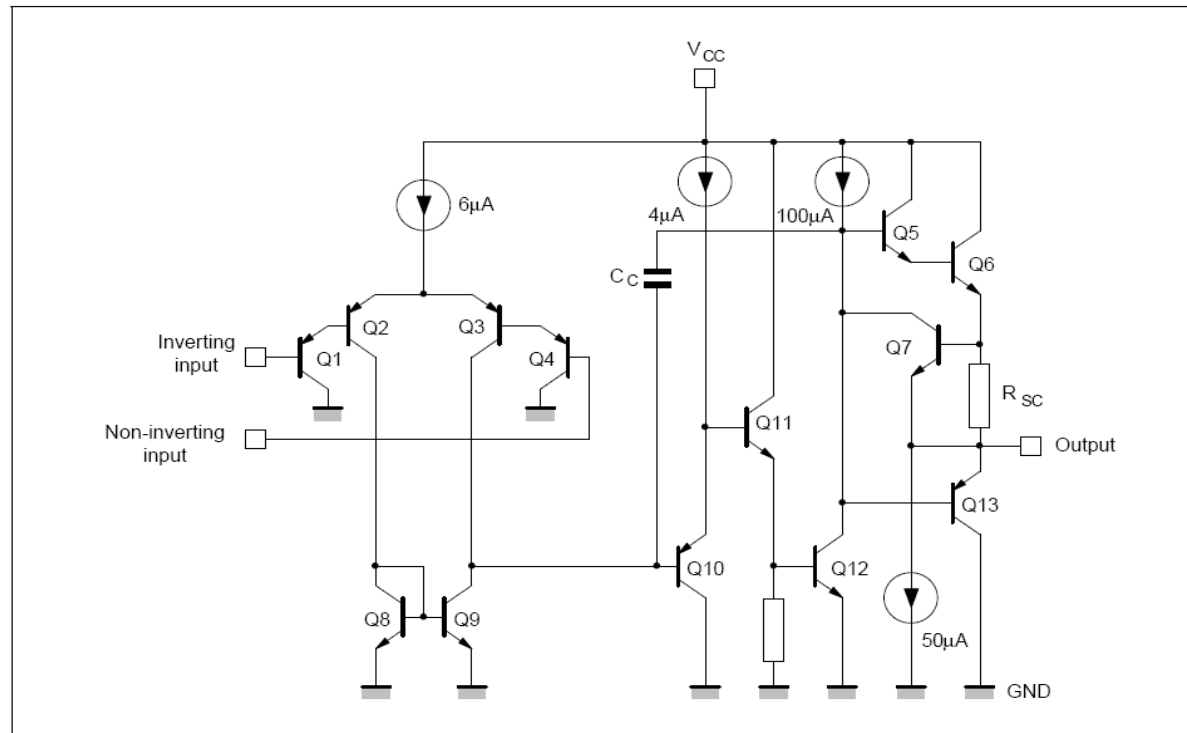 VCC
6µA
4µA
100µA
Q5
Q6
CC
Q2
Q3
Q7
Inverting
input
Q1
Q4
RSC
Non-inverting
input
Q11
Output
Q13
Q10
Q12
Q8
Q9
50µA
GND